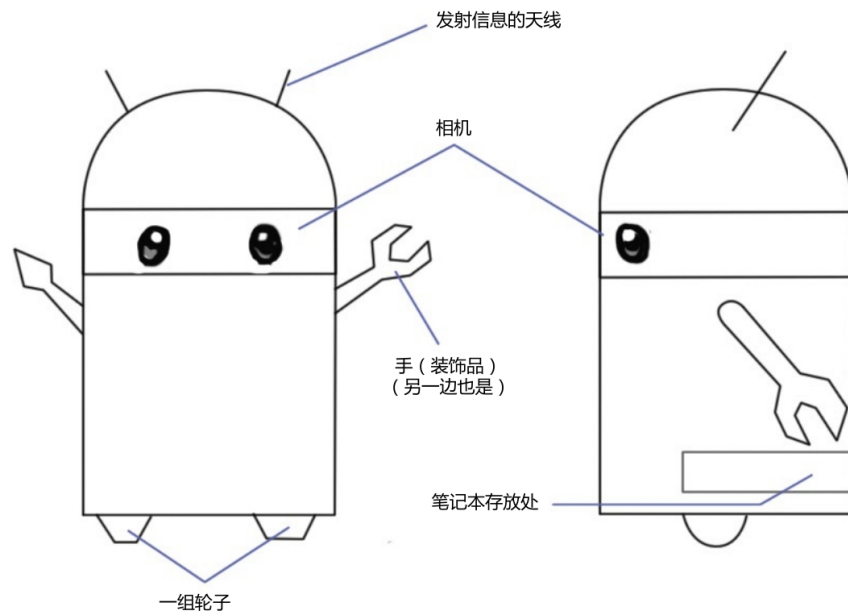 发射信息的天线
相机
手（装饰品）
（另一边也是）
笔记本存放处
一组轮子